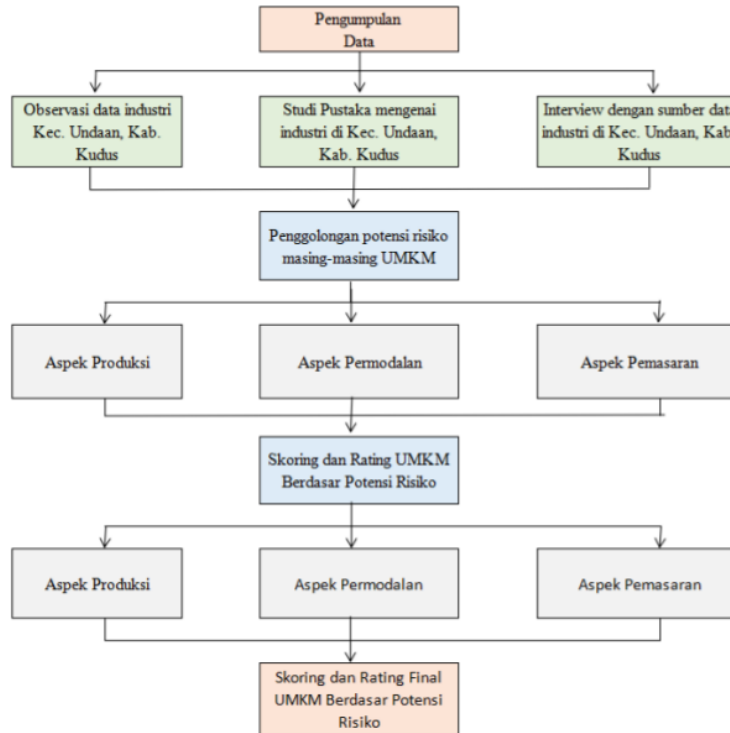 Pengumpulan
Data
Observasi data industri
Kec. Undaan, Kab.
Kudus
Studi Pustaka mengenai
industri di Kec. Undaan,
Kab. Kudus
Interview dengan sumber data
industri di Kec. Undaan, Kab
Kudus
Penggolongan potensi risiko
masing-masing UMKM
Aspek Produksi
Aspek Permodalan
Aspek Pemasaran
Skoring dan Rating UMKM
Berdasar Potensi Risiko
Aspek Produksi
Aspek Permodalan
Aspek Pemasaran
Skoring dan Rating Final
UMKM Berdasar Potensi
Risiko